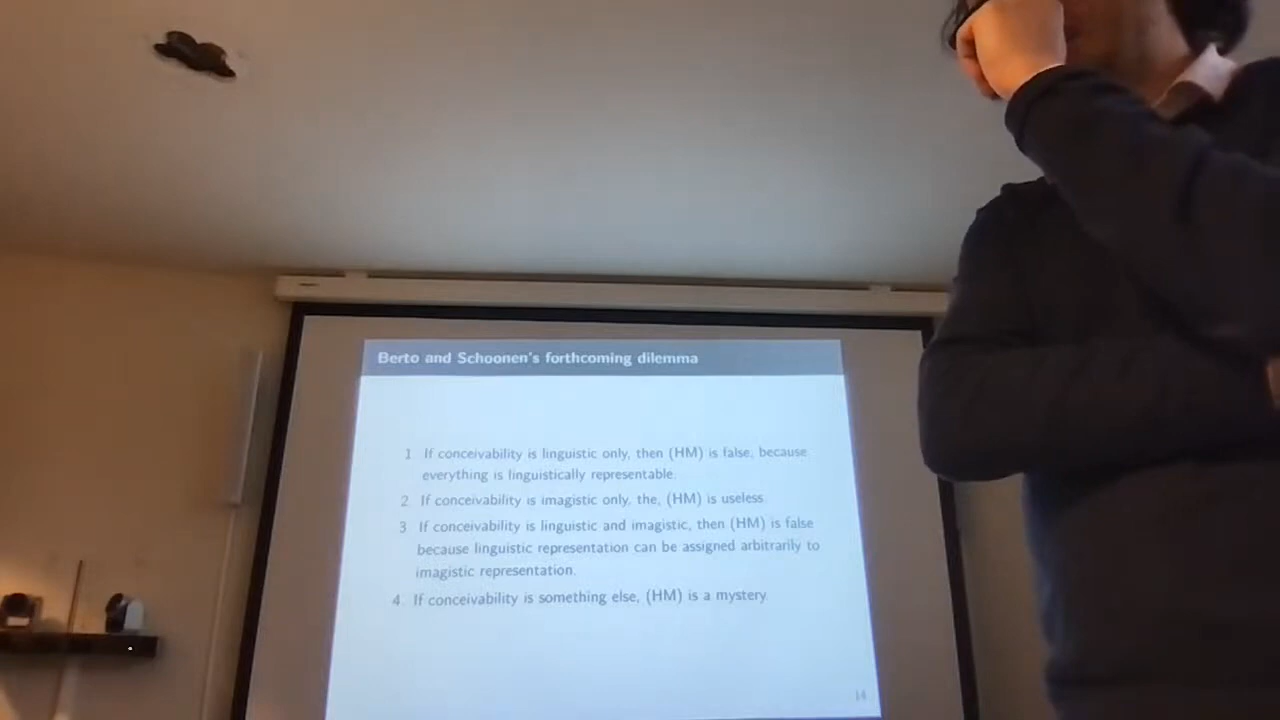 Berto and Schoonen's forthcoming dilemma
1 If conceivability is linguistic only, then (HM) is false, because
everything is linguistically representable.
2. If conceivability is imagistic only, the, (HM) is useless
3 If conceivability is linguistic and imagistic, then (HM) is false
because linguistic representation can be assigned arbitrarily to
imagistic representation.
4. If conceivability is something else, (HM) is a mystery
14